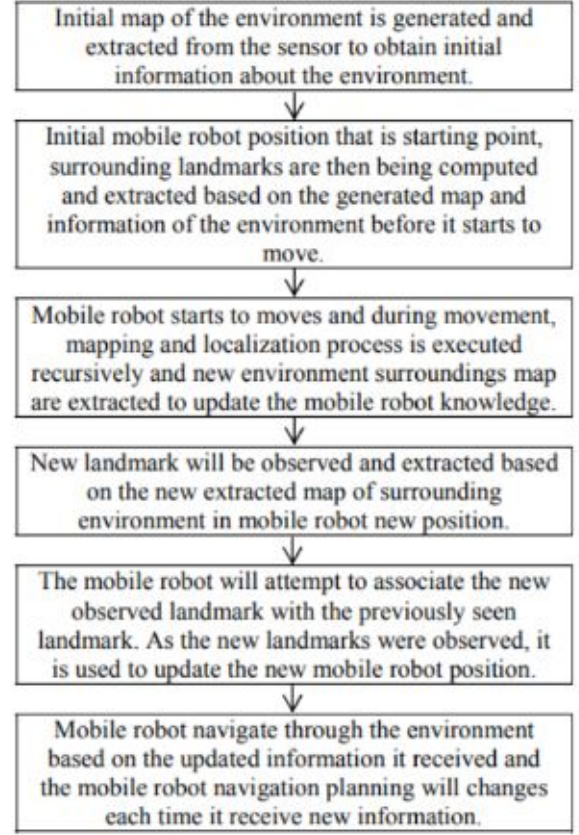 Initial map of the environment is generated and
extracted from the sensor to obtain initial
information about the environment.
Initial mobile robot position that is starting point,
surrounding landmarks are then being computed
and extracted based on the generated map and
information of the environment before it starts to
move.
Mobile robot starts to moves and during movement,
mapping and localization process is executed
recursively and new environment surroundings map
are extracted to update the mobile robot knowledge.
New landmark will be observed and extracted based
on the new extracted map of surrounding
environment in mobile robot new position.
The mobile robot will attempt to associate the new
observed landmark with the previously seen
landmark. As the new landmarks were observed, it
is used to update the new mobile robot position.
Mobile robot navigate through the environment
based on the updated information it received and
the mobile robot navigation planning will changes
each time it receive new information.